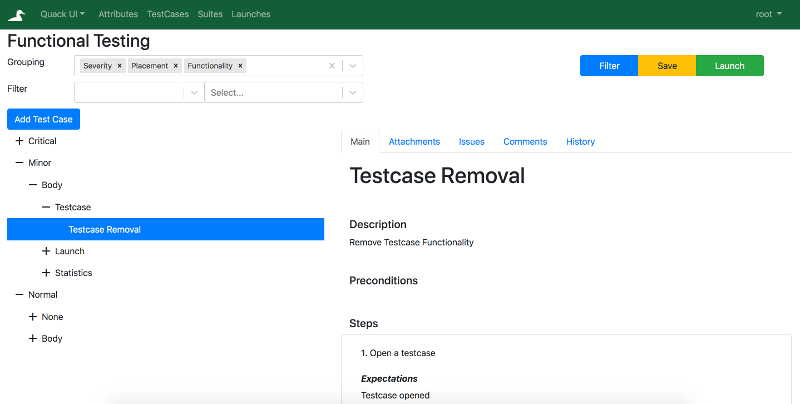 Quack UI Attributes TestCases Suites Launches root
Functional Testing
Grouping Severity × Placement × Functionality × ×
Filter Save Launch
Filter Select...
Add Test Case
Critical
Minor
Body
Testcase
Testcase Removal
Launch
Statistics
Normal
None
Body
Main Attachments Issues Comments History
Testcase Removal
Description
Remove Testcase Functionality
Preconditions
Steps
1. Open a testcase
Expectations
Testcase opened